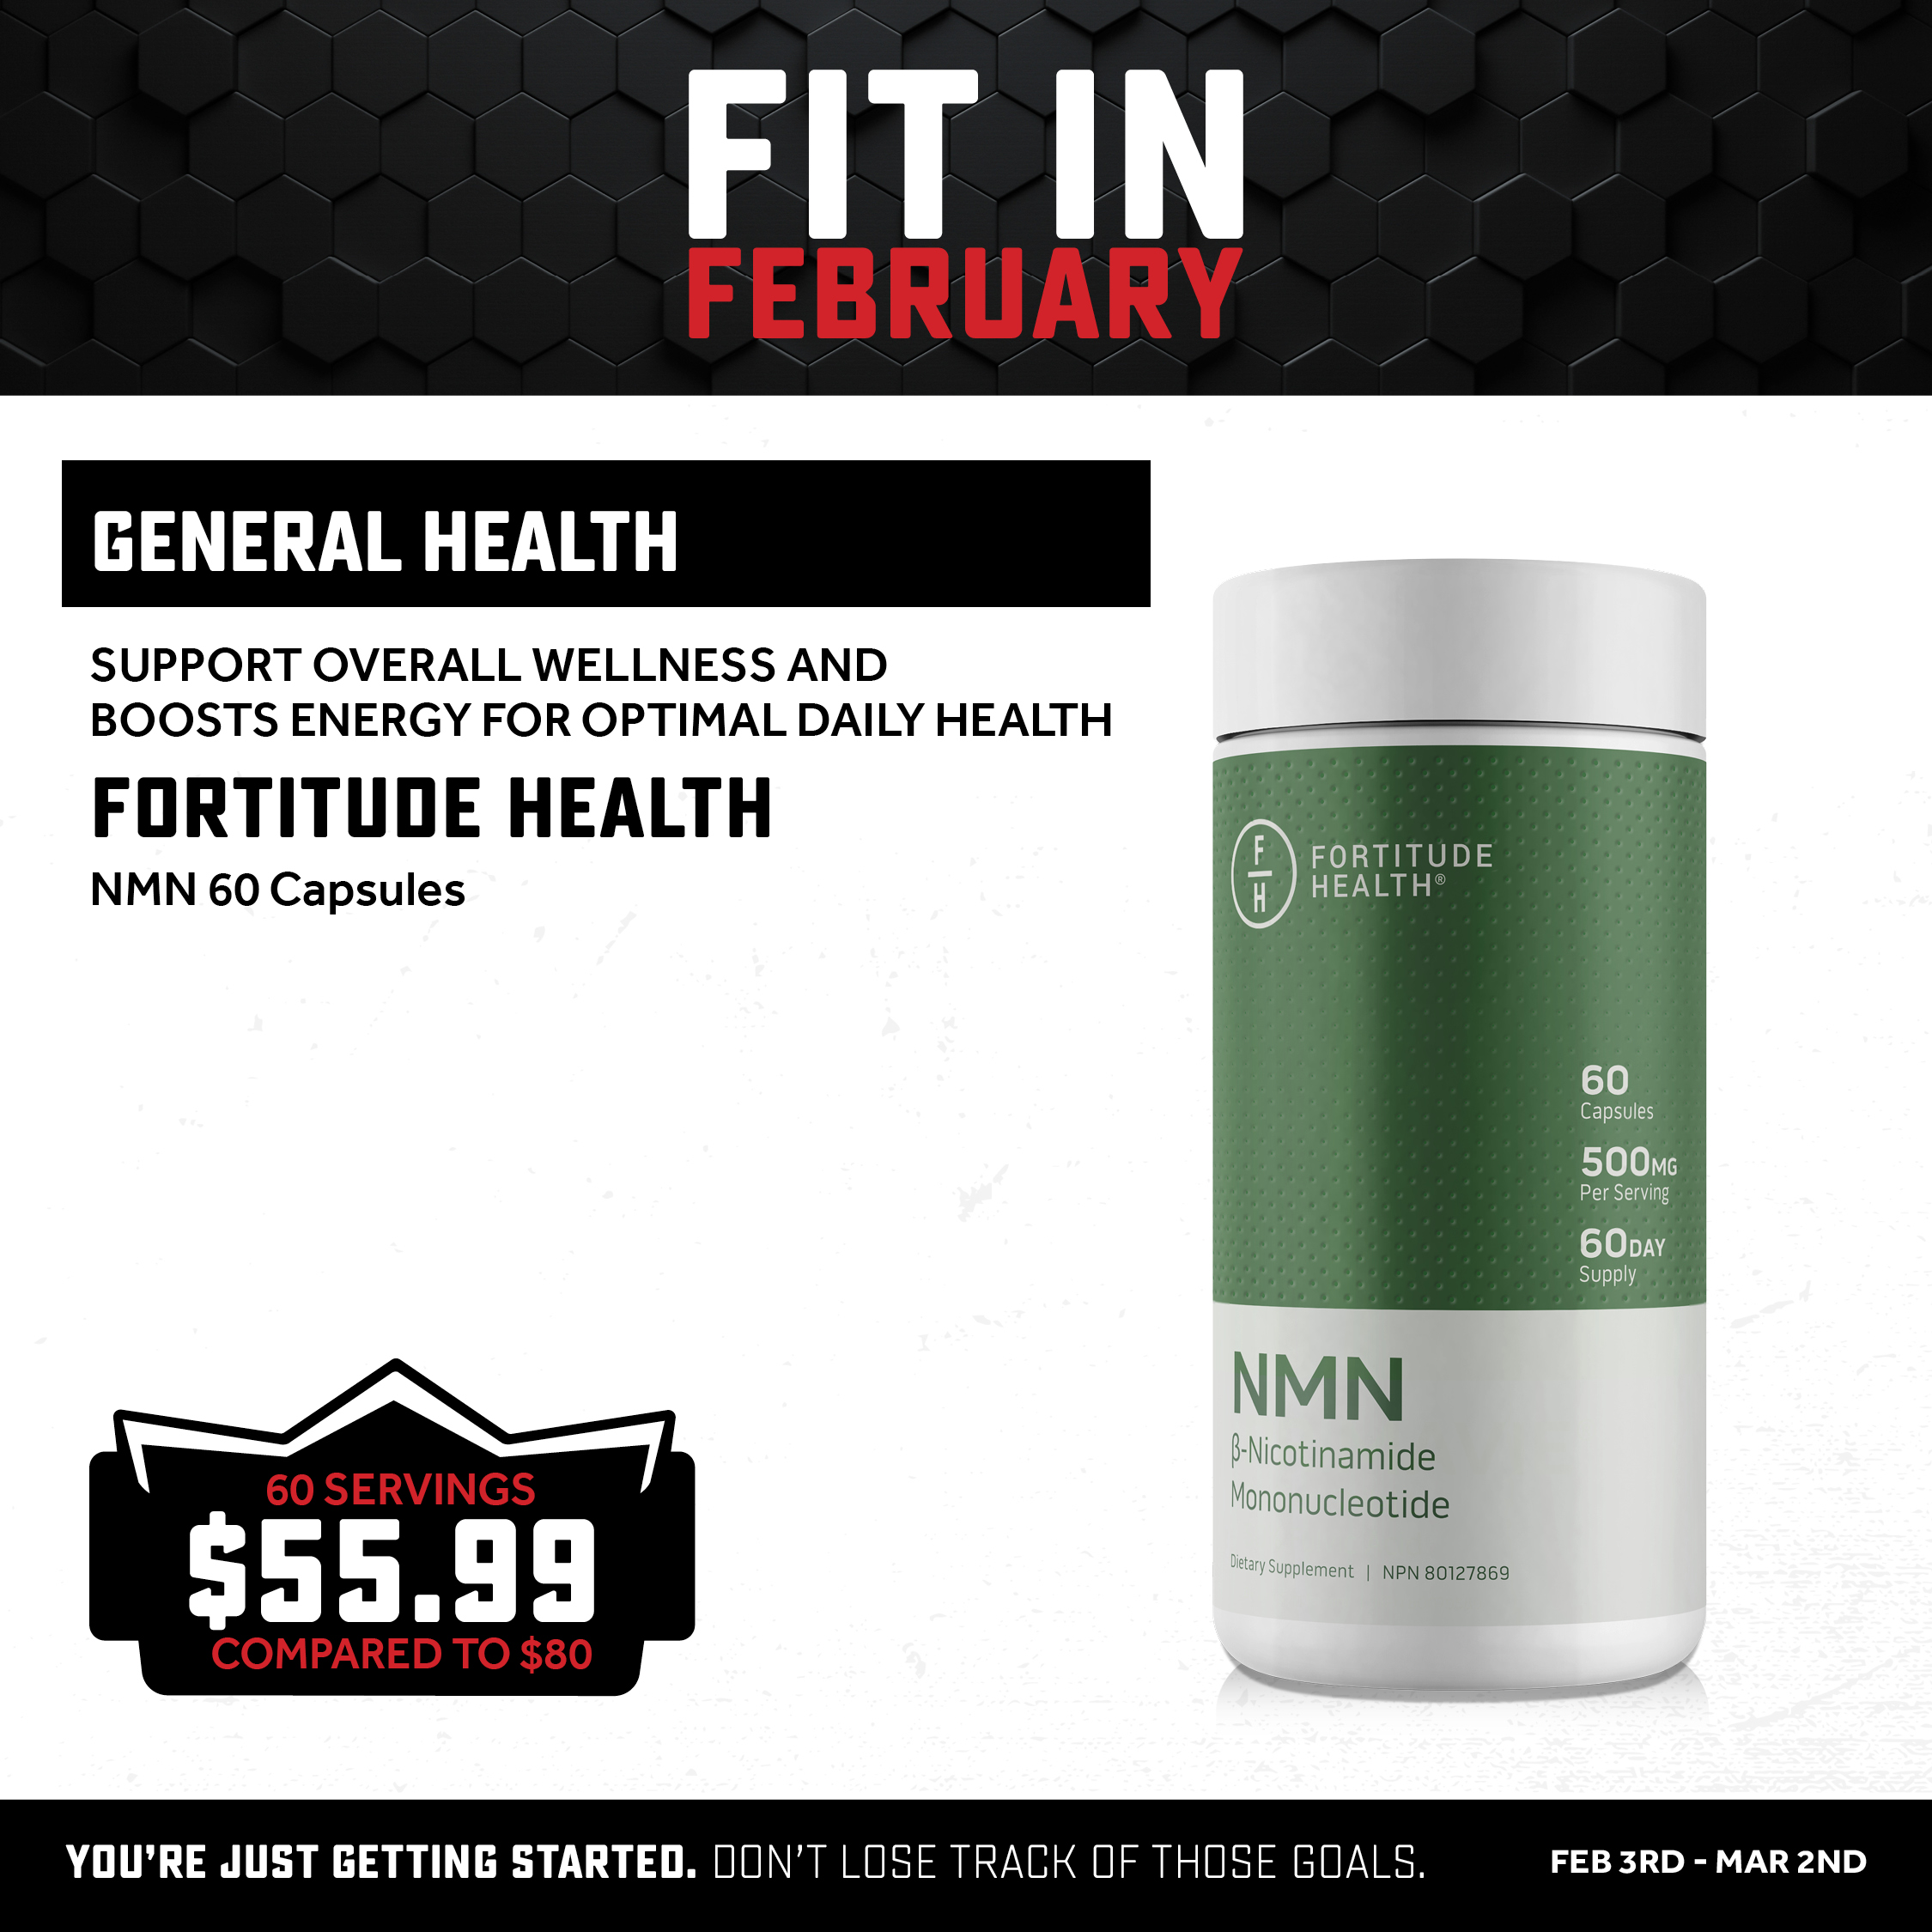 FIT IN
FEBRUARY
GENERAL HEALTH
SUPPORT OVERALL WELLNESS AND
BOOSTS ENERGY FOR OPTIMAL DAILY HEALTH
FORTITUDE HEALTH
NMN 60 Capsules
F
H
FORTITUDE
HEALTH®
60
Capsules
500MG
Per Serving
60DAY
Supply
NMN
β-Nicotinamide
Mononucleotide
Dietary Supplement | NPN 80127869
60 SERVINGS
$55.99
COMPARED TO $80
YOU'RE JUST GETTING STARTED. DON'T LOSE TRACK OF THOSE GOALS.
FEB 3RD - MAR 2ND